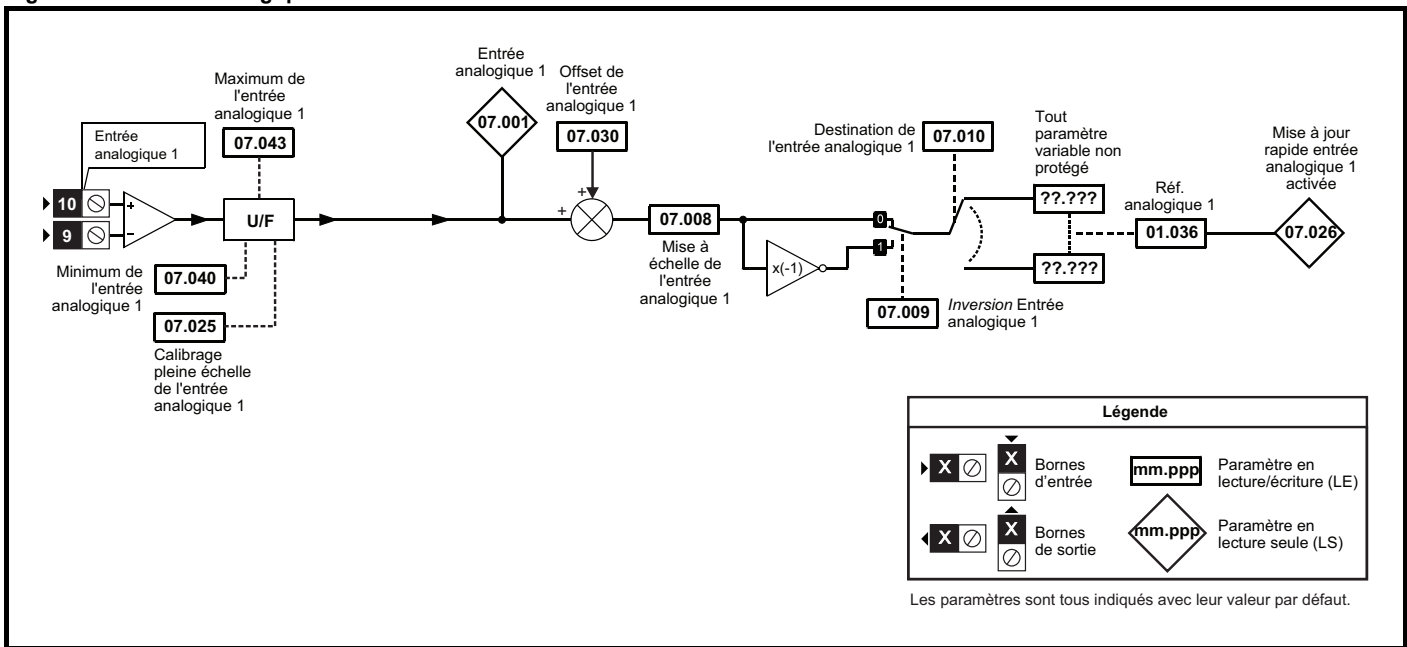 Entrée
analogique 1
10
9
+
−
Maximum de
l'entrée
analogique 1
07.043
U/F
Minimum de
l'entrée
analogique 1
07.040
07.025
Calibrage
pleine échelle
de l'entrée
analogique 1
Entrée
analogique 1
07.001
Offset de
l'entrée
analogique 1
07.030
+
+
07.008
Mise à
échelle de
l'entrée
analogique 1
x(-1)
0
1
07.009
Inversion Entrée
analogique 1
Destination de
l'entrée analogique 1
07.010
Tout
paramètre
variable non
protégé
??.???
??.???
Réf.
analogique 1
01.036
Mise à jour
rapide entrée
analogique 1
activée
07.026
Légende
X
X
Bornes
d'entrée
mm.ppp
Paramètre en
lecture/écriture (LE)
X
X
Bornes
de sortie
mm.ppp
Paramètre en
lecture seule (LS)
Les paramètres sont tous indiqués avec leur valeur par défaut.